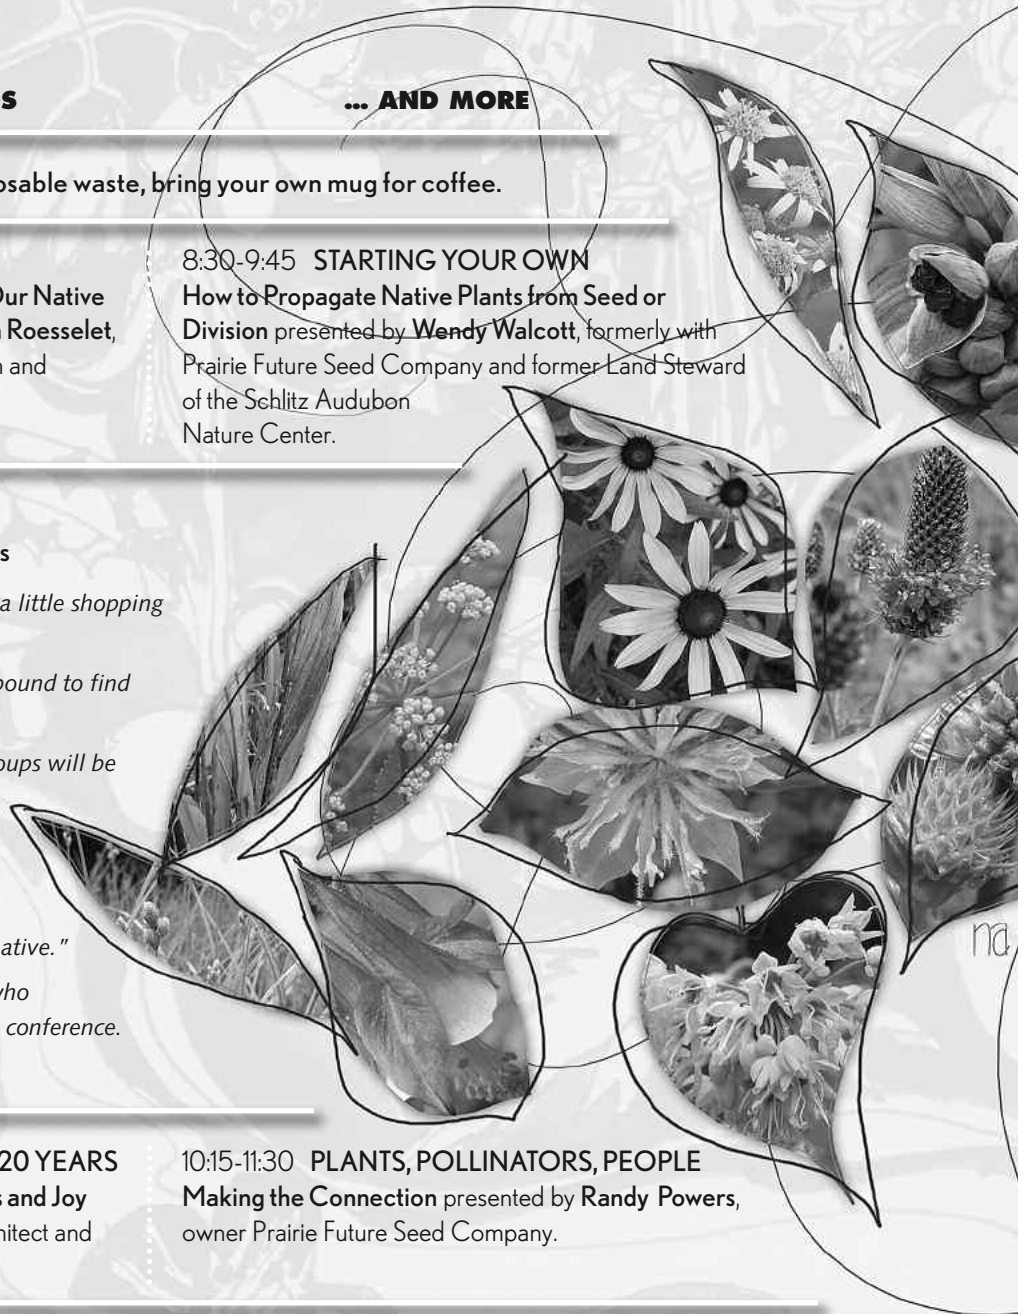 S
... AND MORE
osable waste, bring your own mug for coffee.
Our Native
Roesselet,
and
8:30-9:45 STARTING YOUR OWN
How to Propagate Native Plants from Seed or
Division presented by Wendy Walcott, formerly with
Prairie Future Seed Company and former Land Steward
of the Schlitz Audubon
Nature Center.
s
a little shopping
bound to find
oups will be
ative."
who
conference.
na
20 YEARS
s and Joy
hitect and
10:15-11:30 PLANTS, POLLINATORS, PEOPLE
Making the Connection presented by Randy Powers,
owner Prairie Future Seed Company.